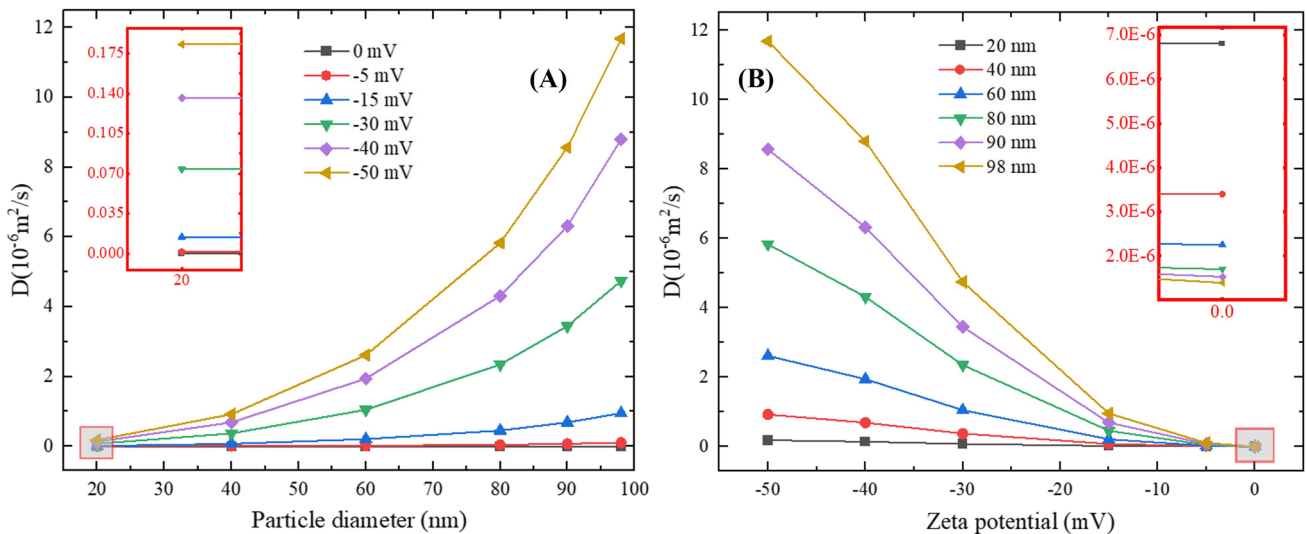 (A)
D(10⁻⁶m²/s)
12
10
8
6
4
2
0
20
30
40
50
60
70
80
90
100
Particle diameter (nm)
0 mV
-5 mV
-15 mV
-30 mV
-40 mV
-50 mV
0.175
0.140
0.105
0.070
0.035
0.000
20
(B)
D(10⁻⁶m²/s)
12
10
8
6
4
2
0
-50
-40
-30
-20
-10
0
Zeta potential (mV)
20 nm
40 nm
60 nm
80 nm
90 nm
98 nm
7.0E-6
6.0E-6
5.0E-6
4.0E-6
3.0E-6
2.0E-6
0.0